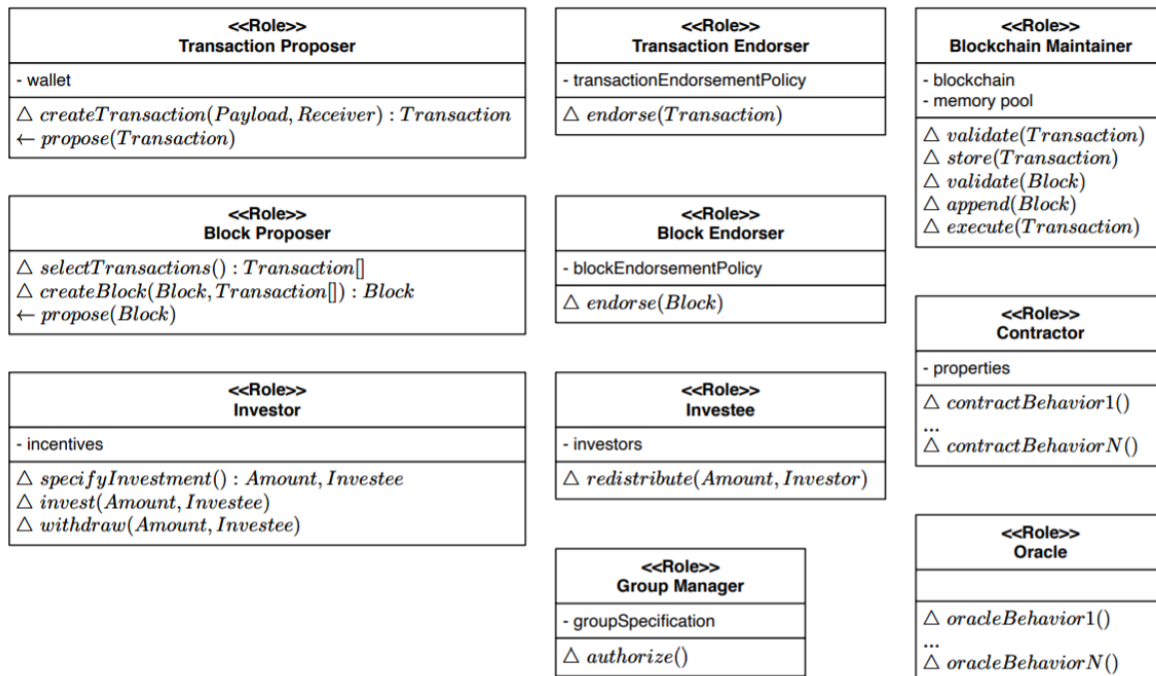 <<Role>>
Transaction Proposer
- wallet
△ createTransaction(Payload, Receiver) : Transaction
← propose(Transaction)
<<Role>>
Transaction Endorser
- transactionEndorsementPolicy
△ endorse(Transaction)
<<Role>>
Blockchain Maintainer
- blockchain
- memory pool
△ validate(Transaction)
△ store(Transaction)
△ validate(Block)
△ append(Block)
△ execute(Transaction)
<<Role>>
Block Proposer
△ selectTransactions() : Transaction[]
△ createBlock(Block, Transaction[]) : Block
← propose(Block)
<<Role>>
Block Endorser
- blockEndorsementPolicy
△ endorse(Block)
<<Role>>
Contractor
- properties
△ contractBehavior1()
...
△ contractBehaviorN()
<<Role>>
Investor
- incentives
△ specifyInvestment() : Amount, Investee
△ invest(Amount, Investee)
△ withdraw(Amount, Investee)
<<Role>>
Investee
- investors
△ redistribute(Amount, Investor)
<<Role>>
Group Manager
- groupSpecification
△ authorize()
<<Role>>
Oracle
△ oracleBehavior1()
...
△ oracleBehaviorN()